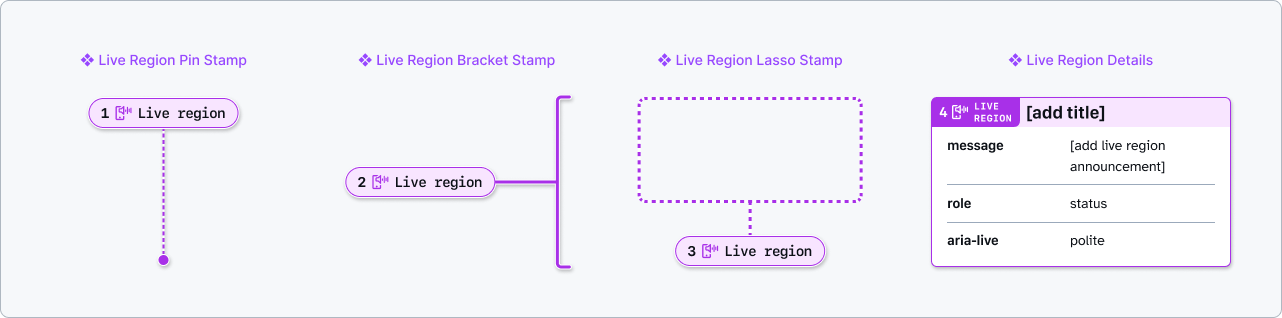 Live Region Pin Stamp
1 Live region
Live Region Bracket Stamp
2 Live region
Live Region Lasso Stamp
3 Live region
Live Region Details
4 LIVE
REGION
[add title]
message
[add live region
announcement]
role status
aria-live polite